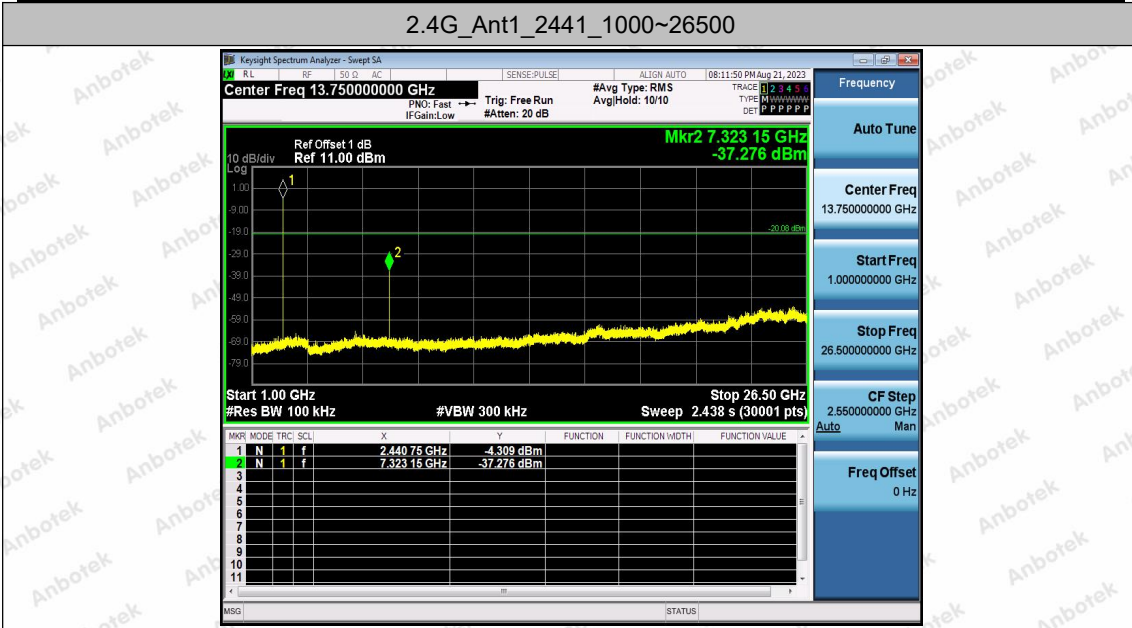 2.4G_Ant1_2441_1000~26500
Keysight Spectrum Analyzer - Swept SA
LXI RL RF 50 Ω AC SENSE:PULSE ALIGN AUTO 08:11:50 PM Aug 21, 2023
Center Freq 13.750000000 GHz
PNO: Fast
IFGain:Low
Trig: Free Run
#Atten: 20 dB
#Avg Type: RMS
Avg|Hold: 10/10
TRACE 1 2 3 4 5 6
TYPE M WWWWW
DET P P P P P P
Frequency
Auto Tune
Center Freq
13.750000000 GHz
Start Freq
1.000000000 GHz
Stop Freq
26.500000000 GHz
CF Step
2.550000000 GHz
Auto Man
Freq Offset
0 Hz
Mkr2 7.323 15 GHz
-37.276 dBm
Ref Offset 1 dB
10 dB/div Ref 11.00 dBm
Log
1.00
-9.00
-19.0
-29.0
-39.0
-49.0
-59.0
-69.0
-79.0
1
2
-20.08 dBm
Start 1.00 GHz Stop 26.50 GHz
#Res BW 100 kHz #VBW 300 kHz Sweep 2.438 s (30001 pts)
MKR MODE TRC SCL X Y FUNCTION FUNCTION WIDTH FUNCTION VALUE
1 N 1 f 2.440 75 GHz -4.309 dBm
2 N 1 f 7.323 15 GHz -37.276 dBm
3
4
5
6
7
8
9
10
11
MSG STATUS
Anbotek